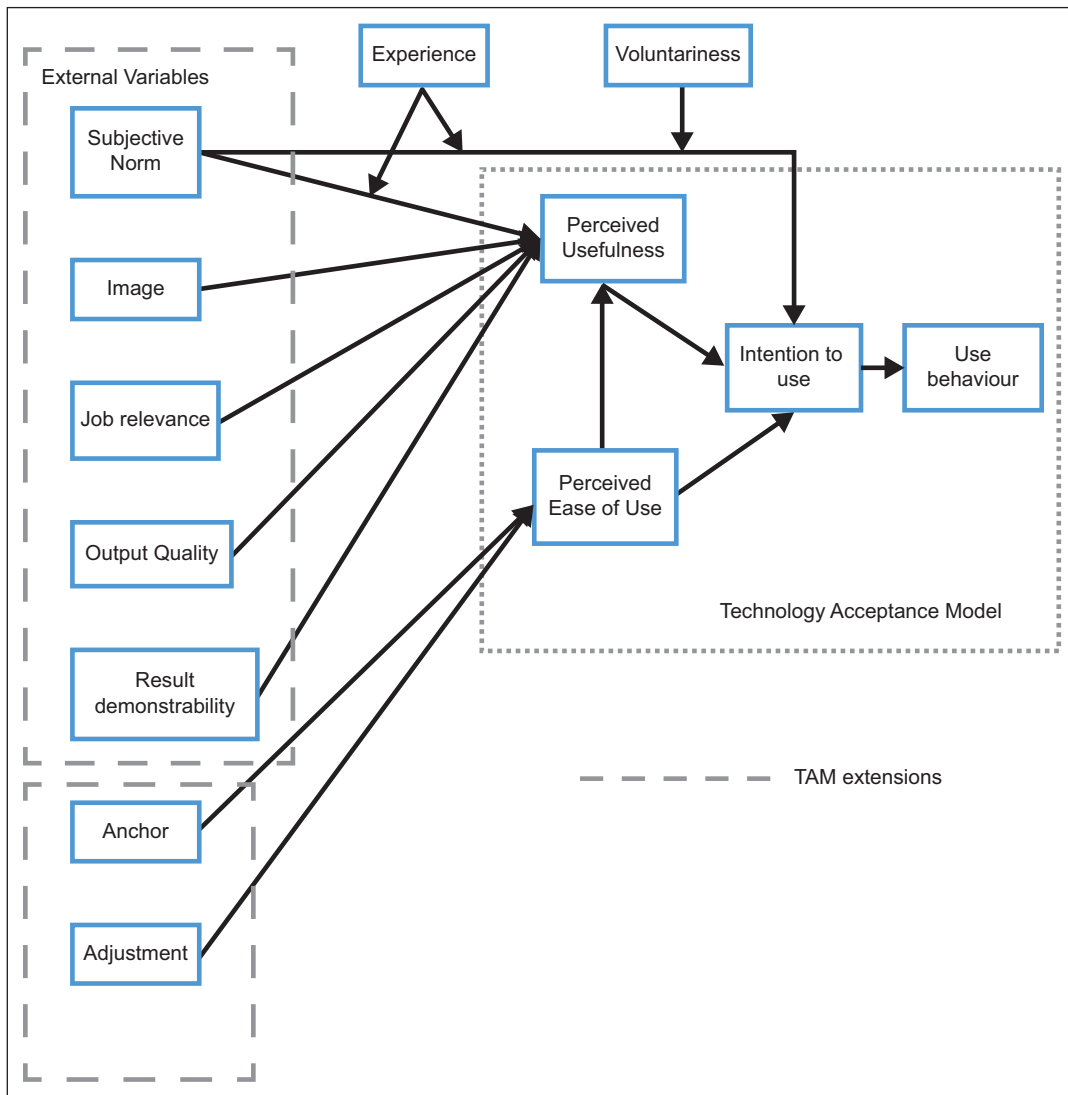 External Variables
Experience
Voluntariness
Subjective
Norm
Image
Job relevance
Output Quality
Result
demonstrability
Anchor
Adjustment
Perceived
Usefulness
Intention to
use
Use
behaviour
Perceived
Ease of Use
Technology Acceptance Model
TAM extensions